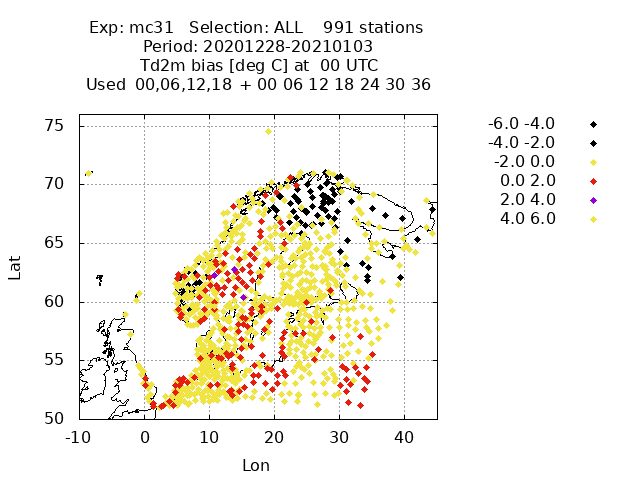 Exp: mc31 Selection: ALL 991 stations
Period: 20201228-20210103
Td2m bias [deg C] at 00 UTC
Used 00,06,12,18 + 00 06 12 18 24 30 36
75
70
65
60
55
50
-10 0 10 20 30 40
Lat
Lon
-6.0 -4.0
-4.0 -2.0
-2.0 0.0
0.0 2.0
2.0 4.0
4.0 6.0